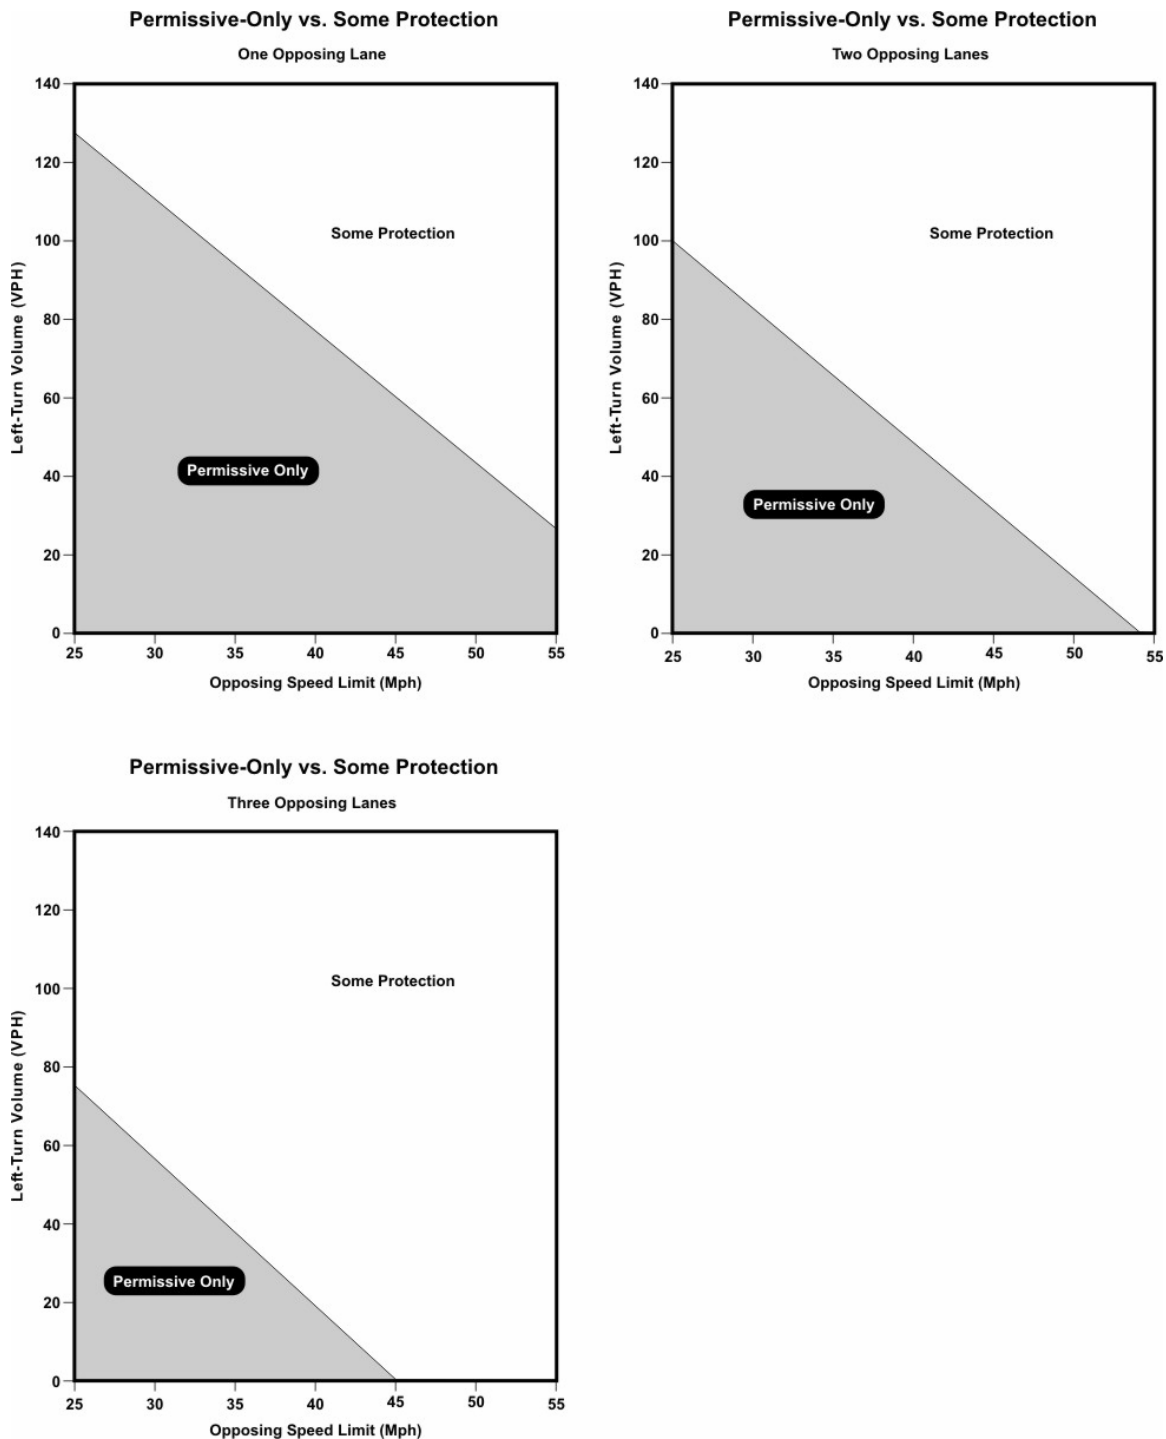 Permissive-Only vs. Some Protection
One Opposing Lane
140
120
100
80
60
40
20
0
Left-Turn Volume (VPH)
Some Protection
Permissive Only
25 30 35 40 45 50 55
Opposing Speed Limit (Mph)
Permissive-Only vs. Some Protection
Two Opposing Lanes
140
120
100
80
60
40
20
0
Left-Turn Volume (VPH)
Some Protection
Permissive Only
25 30 35 40 45 50 55
Opposing Speed Limit (Mph)
Permissive-Only vs. Some Protection
Three Opposing Lanes
140
120
100
80
60
40
20
0
Left-Turn Volume (VPH)
Some Protection
Permissive Only
25 30 35 40 45 50 55
Opposing Speed Limit (Mph)